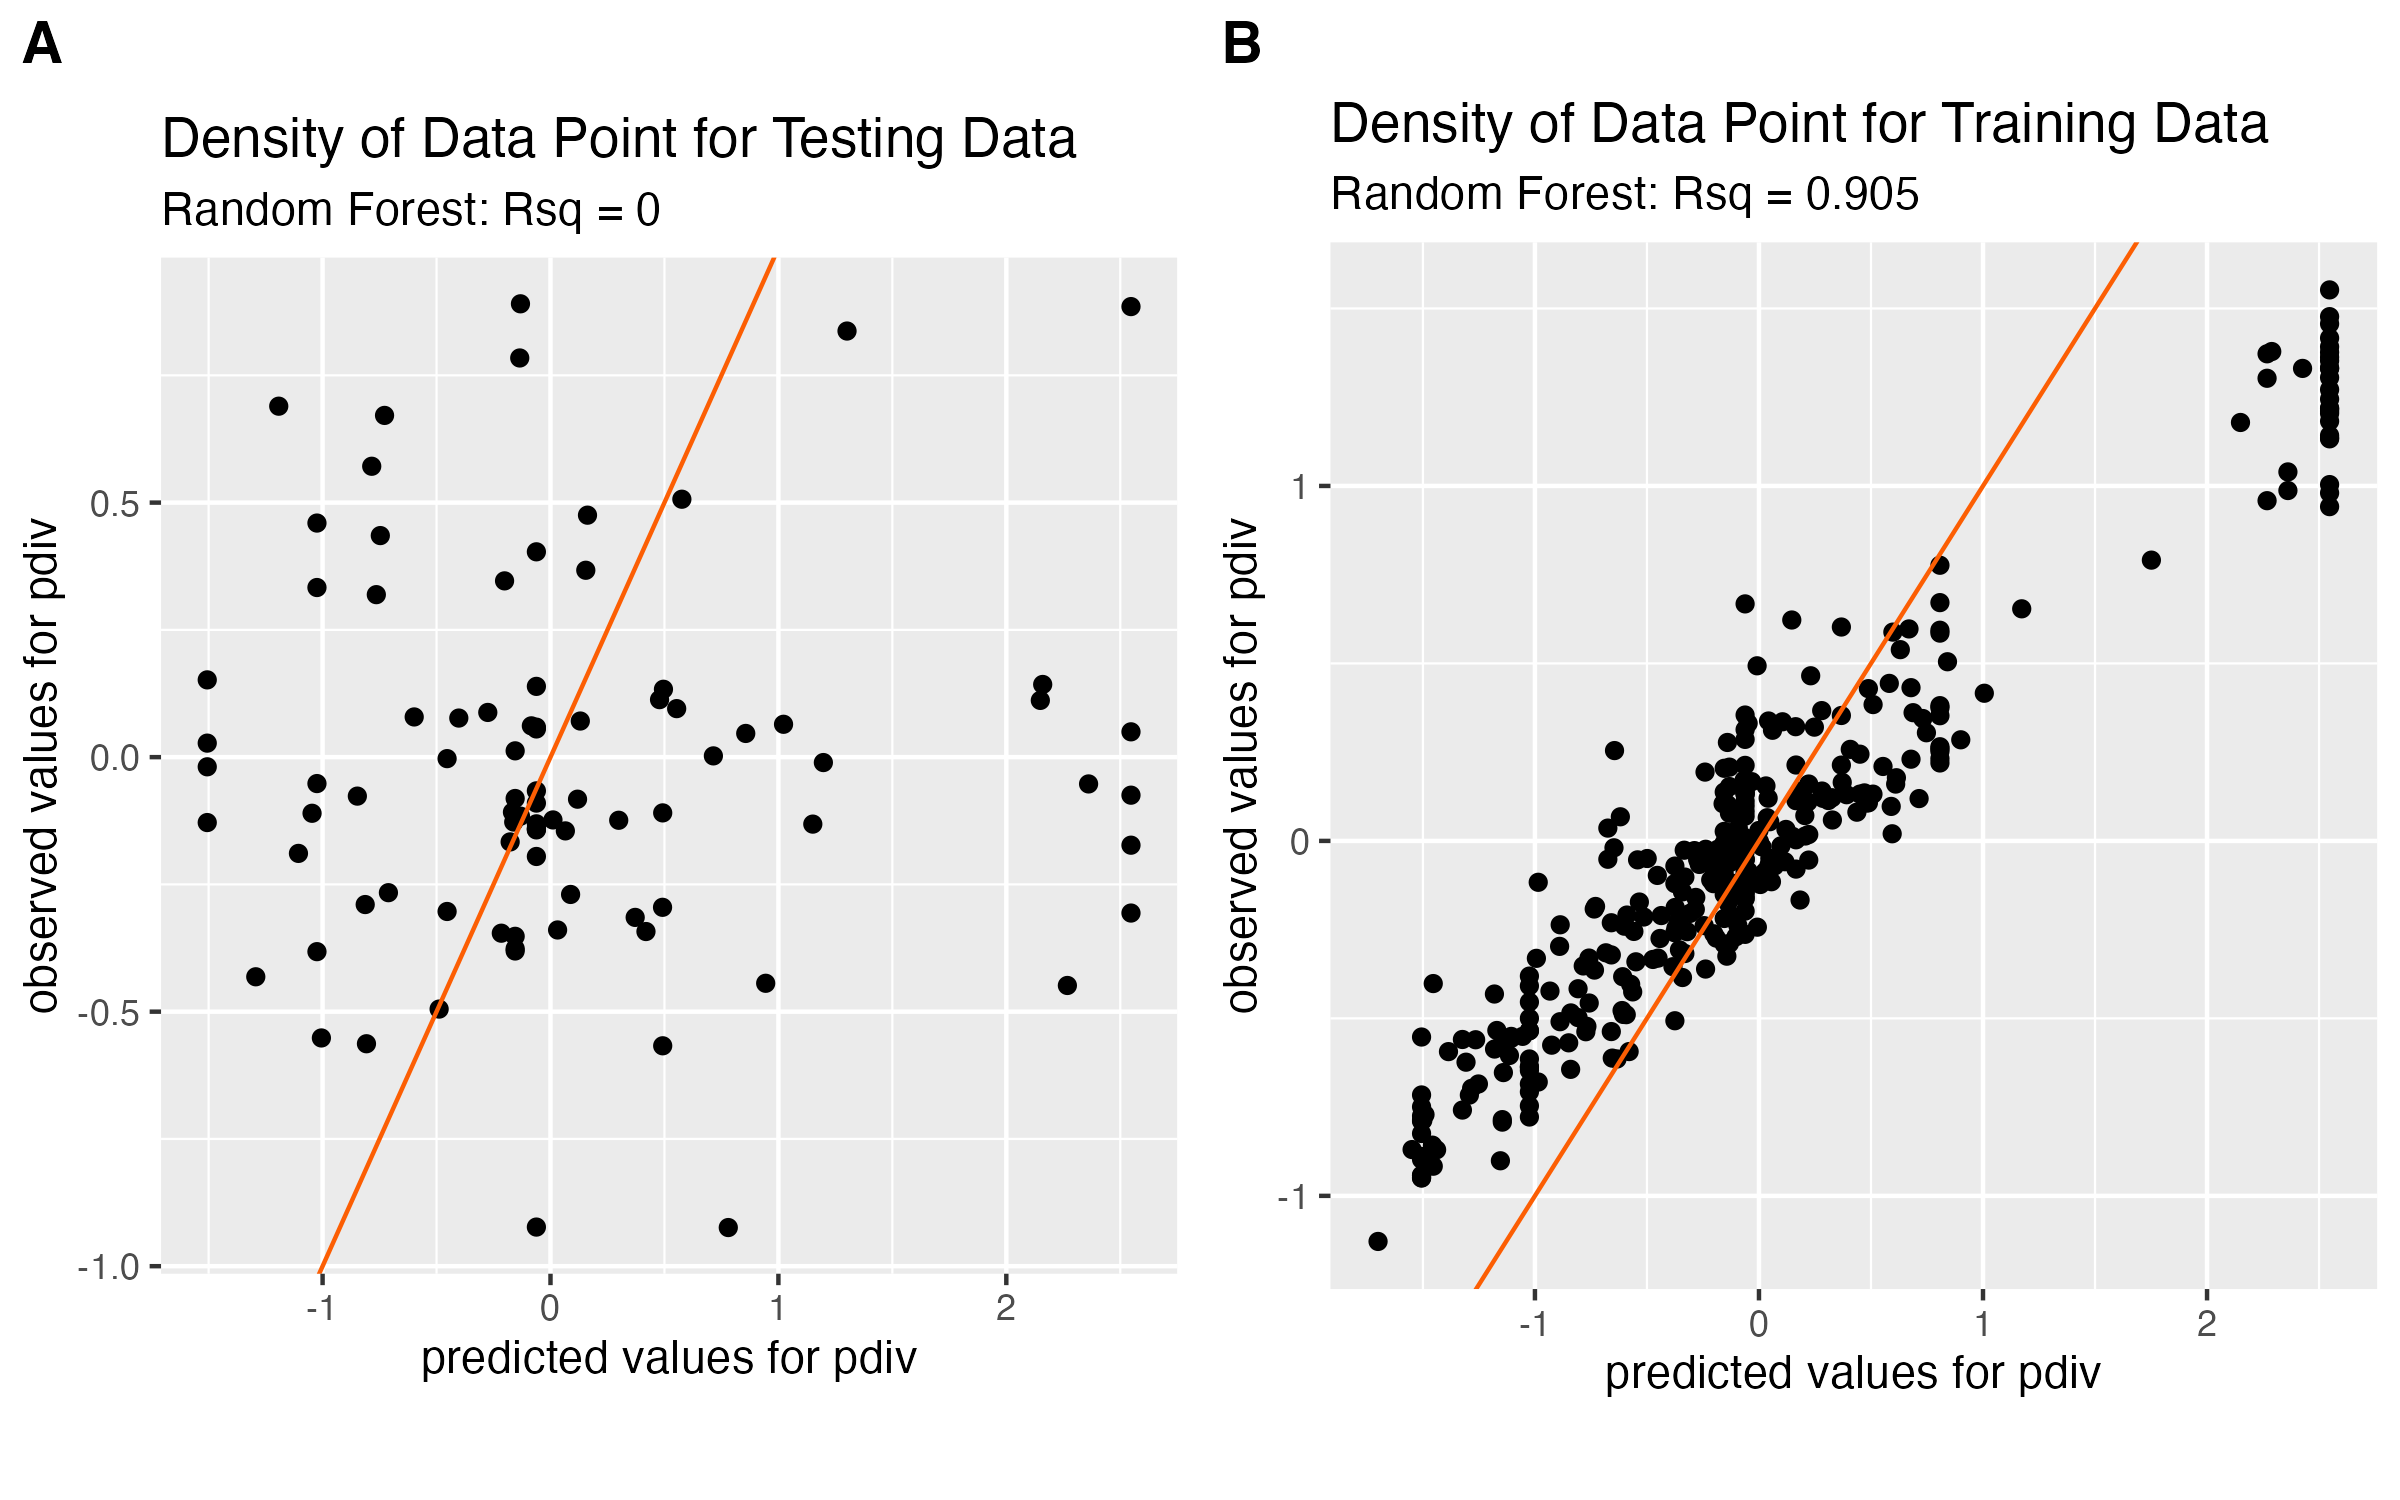 A
Density of Data Point for Testing Data
Random Forest: Rsq = 0
observed values for pdiv
0.5
0.0
-0.5
-1.0
-1
0
1
2
predicted values for pdiv
B
Density of Data Point for Training Data
Random Forest: Rsq = 0.905
observed values for pdiv
1
0
-1
-1
0
1
2
predicted values for pdiv